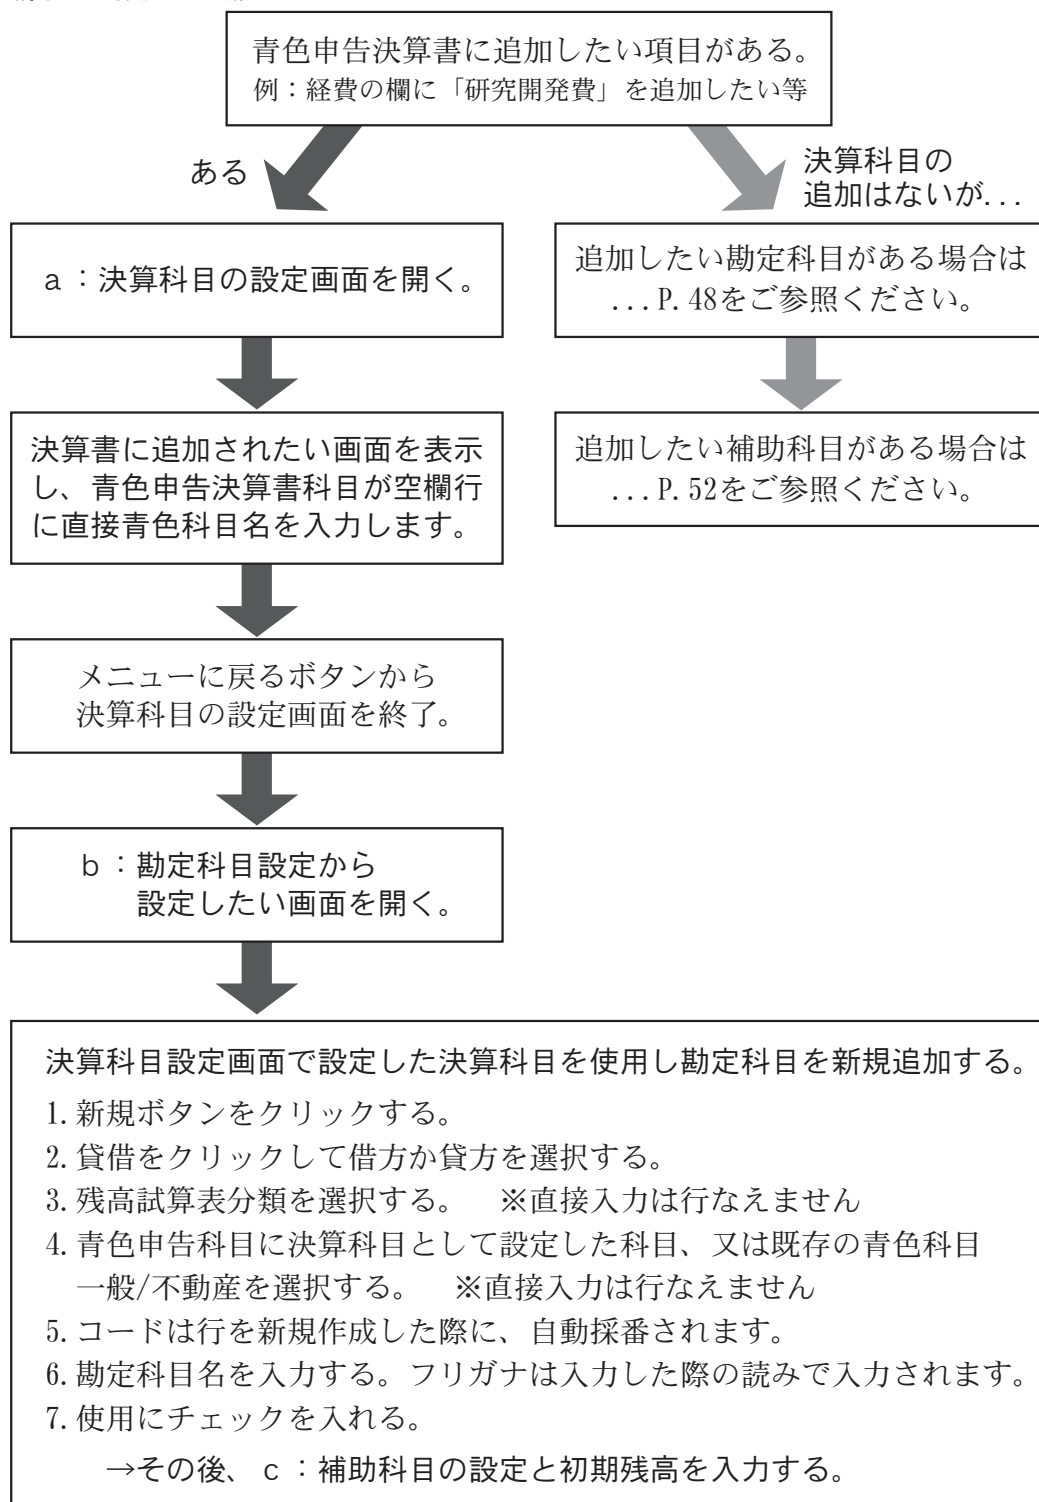 青色申告決算書に追加したい項目がある。
例：経費の欄に「研究開発費」を追加したい等
ある
決算科目の
追加はないが...
a：決算科目の設定画面を開く。
追加したい勘定科目がある場合は
...P.48をご参照ください。
決算書に追加されたい画面を表示
し、青色申告決算書科目が空欄行
に直接青色科目名を入力します。
追加したい補助科目がある場合は
...P.52をご参照ください。
メニューに戻るボタンから
決算科目の設定画面を終了。
b：勘定科目設定から
設定したい画面を開く。
決算科目設定画面で設定した決算科目を使用し勘定科目を新規追加する。
1.新規ボタンをクリックする。
2.貸借をクリックして借方か貸方を選択する。
3.残高試算表分類を選択する。　※直接入力は行なえません
4.青色申告科目に決算科目として設定した科目、又は既存の青色科目
一般/不動産を選択する。　※直接入力は行なえません
5.コードは行を新規作成した際に、自動採番されます。
6.勘定科目名を入力する。フリガナは入力した際の読みで入力されます。
7.使用にチェックを入れる。
→その後、c：補助科目の設定と初期残高を入力する。